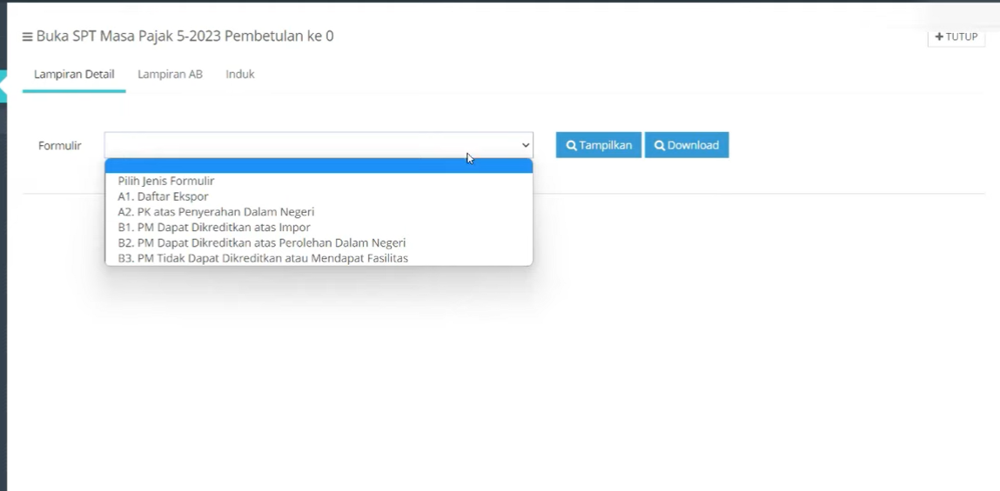 Buka SPT Masa Pajak 5-2023 Pembetulan ke 0
TUTUP
Lampiran Detail
Lampiran AB
Induk
Formulir
Tampilkan
Download
Pilih Jenis Formulir
A1. Daftar Ekspor
A2. PK atas Penyerahan Dalam Negeri
B1. PM Dapat Dikreditkan atas Impor
B2. PM Dapat Dikreditkan atas Perolehan Dalam Negeri
B3. PM Tidak Dapat Dikreditkan atau Mendapat Fasilitas